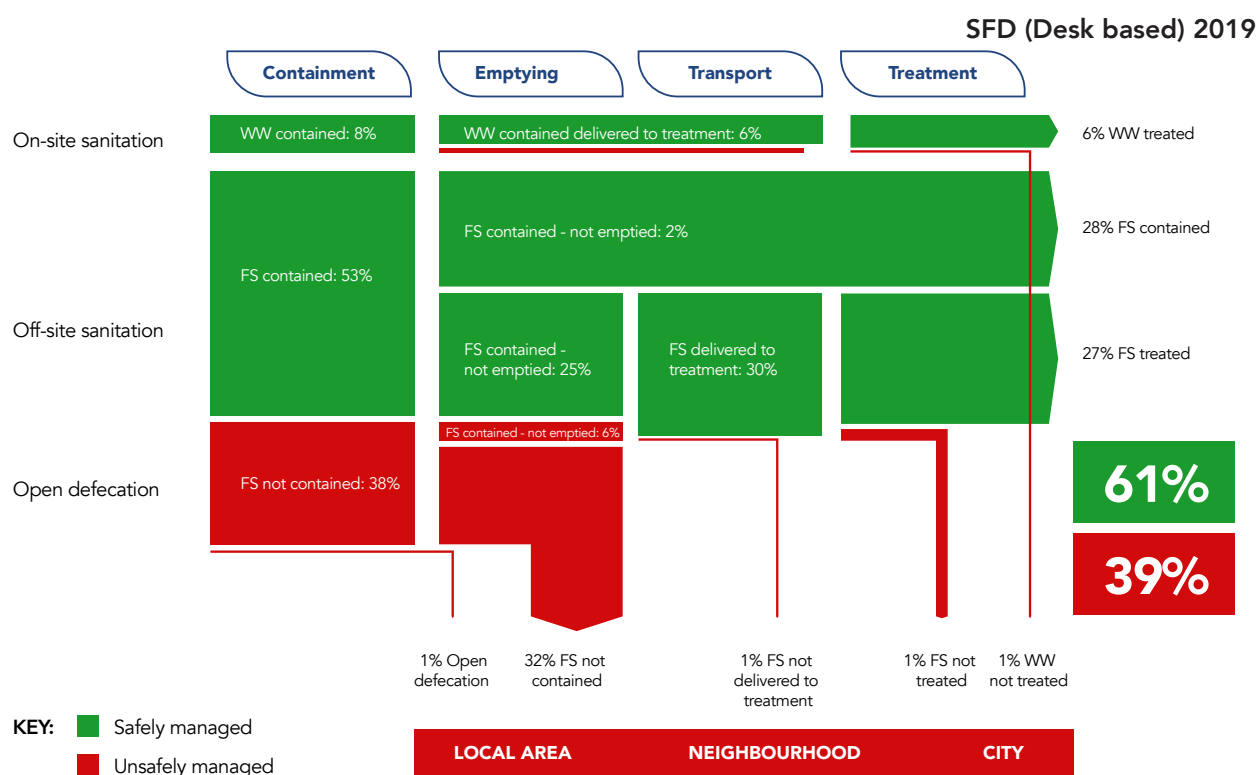 SFD (Desk based) 2019
Containment
Emptying
Transport
Treatment
On-site sanitation
WW contained: 8%
WW contained delivered to treatment: 6%
6% WW treated
FS contained - not emptied: 2%
28% FS contained
FS contained: 53%
Off-site sanitation
FS contained -
not emptied: 25%
FS delivered to
treatment: 30%
27% FS treated
FS contained - not emptied: 6%
Open defecation
FS not contained: 38%
61%
39%
1% Open
defecation
32% FS not
contained
1% FS not
delivered to
treatment
1% FS not
treated
1% WW
not treated
KEY:
Safely managed
Unsafely managed
LOCAL AREA
NEIGHBOURHOOD
CITY